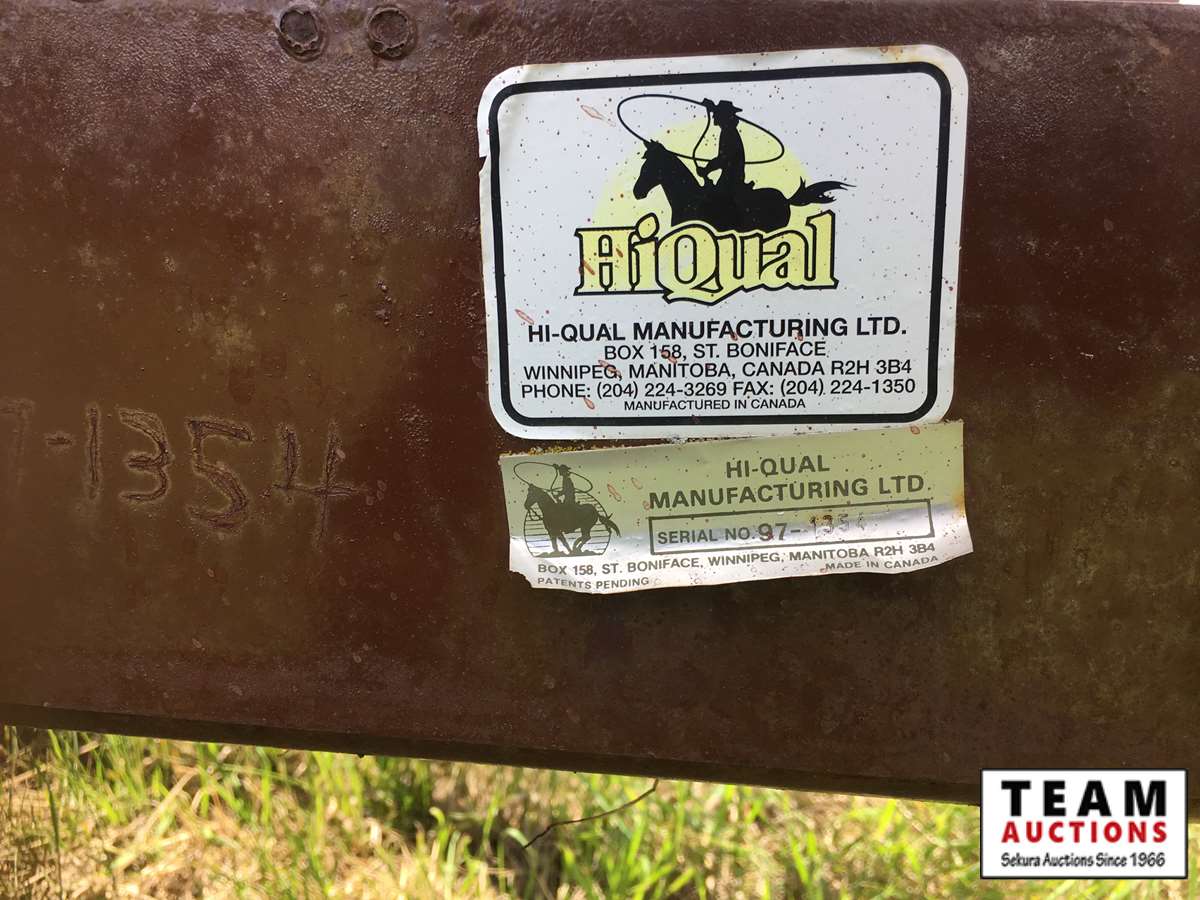 HiQual
HI-QUAL MANUFACTURING LTD.
BOX 158, ST. BONIFACE
WINNIPEG, MANITOBA, CANADA R2H 3B4
PHONE: (204) 224-3269 FAX: (204) 224-1350
MANUFACTURED IN CANADA
7-1354
HI-QUAL
MANUFACTURING LTD.
SERIAL NO. 97-1354
BOX 158, ST. BONIFACE, WINNIPEG, MANITOBA R2H 3B4
PATENTS PENDING MADE IN CANADA
TEAM
AUCTIONS
Sekura Auctions Since 1966